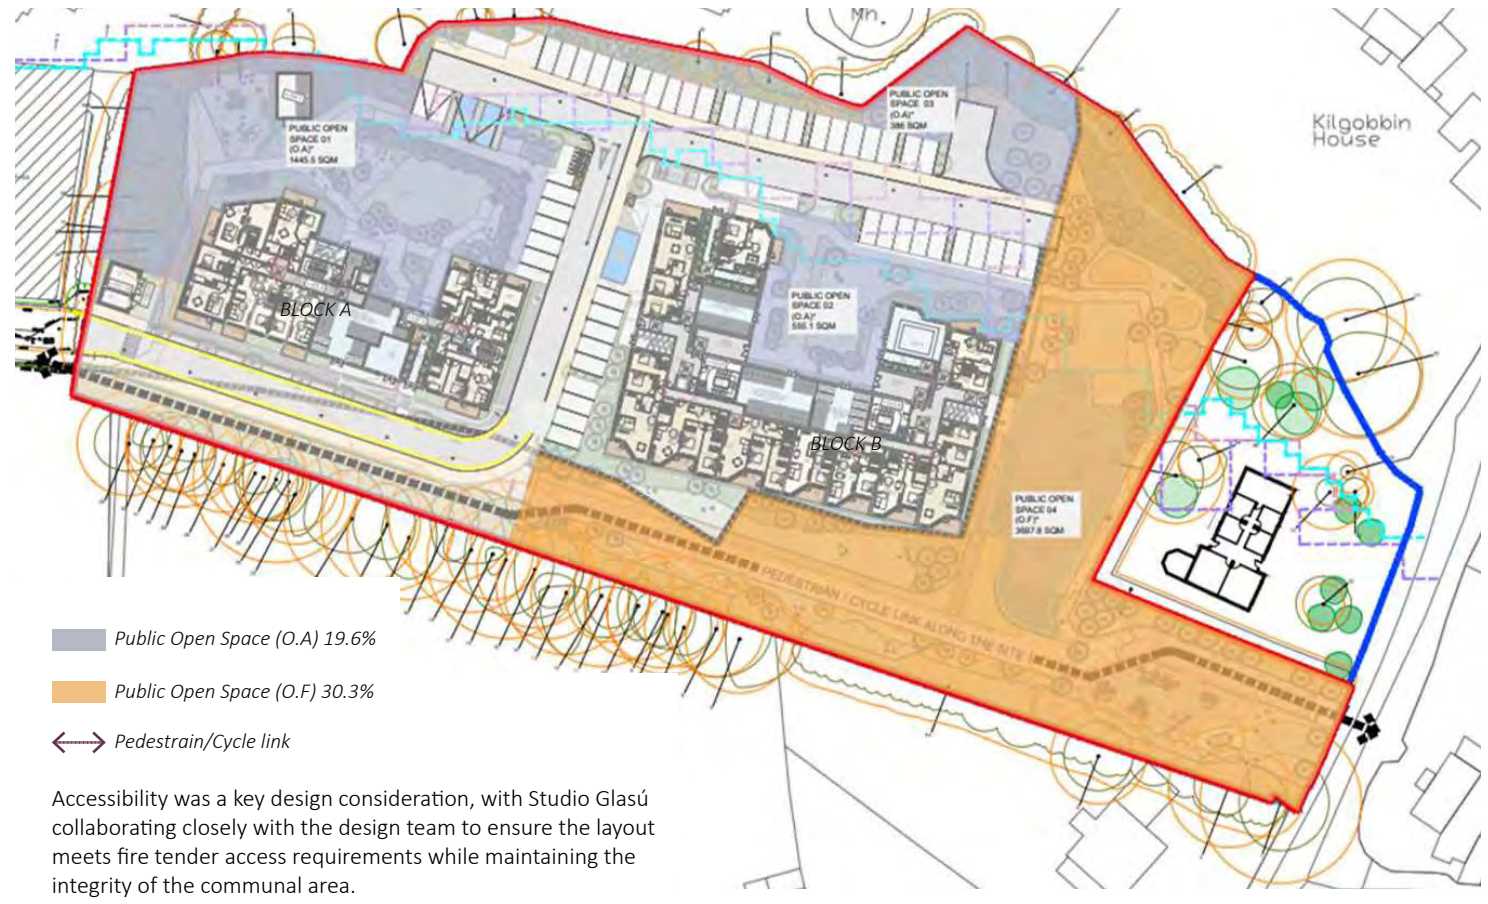 Mn.
Kilgobbin
House
PUBLIC OPEN
SPACE 03
(O.A)*
386 SQM
PUBLIC OPEN
SPACE 01
(O.A)*
1445.5 SQM
BLOCK A
PUBLIC OPEN
SPACE 02
(O.A)*
555.1 SQM
BLOCK B
PUBLIC OPEN
SPACE 04
(O.F)*
3697.8 SQM
PEDESTRIAN / CYCLE LINK ALONG THE SITE
Public Open Space (O.A) 19.6%
Public Open Space (O.F) 30.3%
Pedestrain/Cycle link
Accessibility was a key design consideration, with Studio Glasú
collaborating closely with the design team to ensure the layout
meets fire tender access requirements while maintaining the
integrity of the communal area.